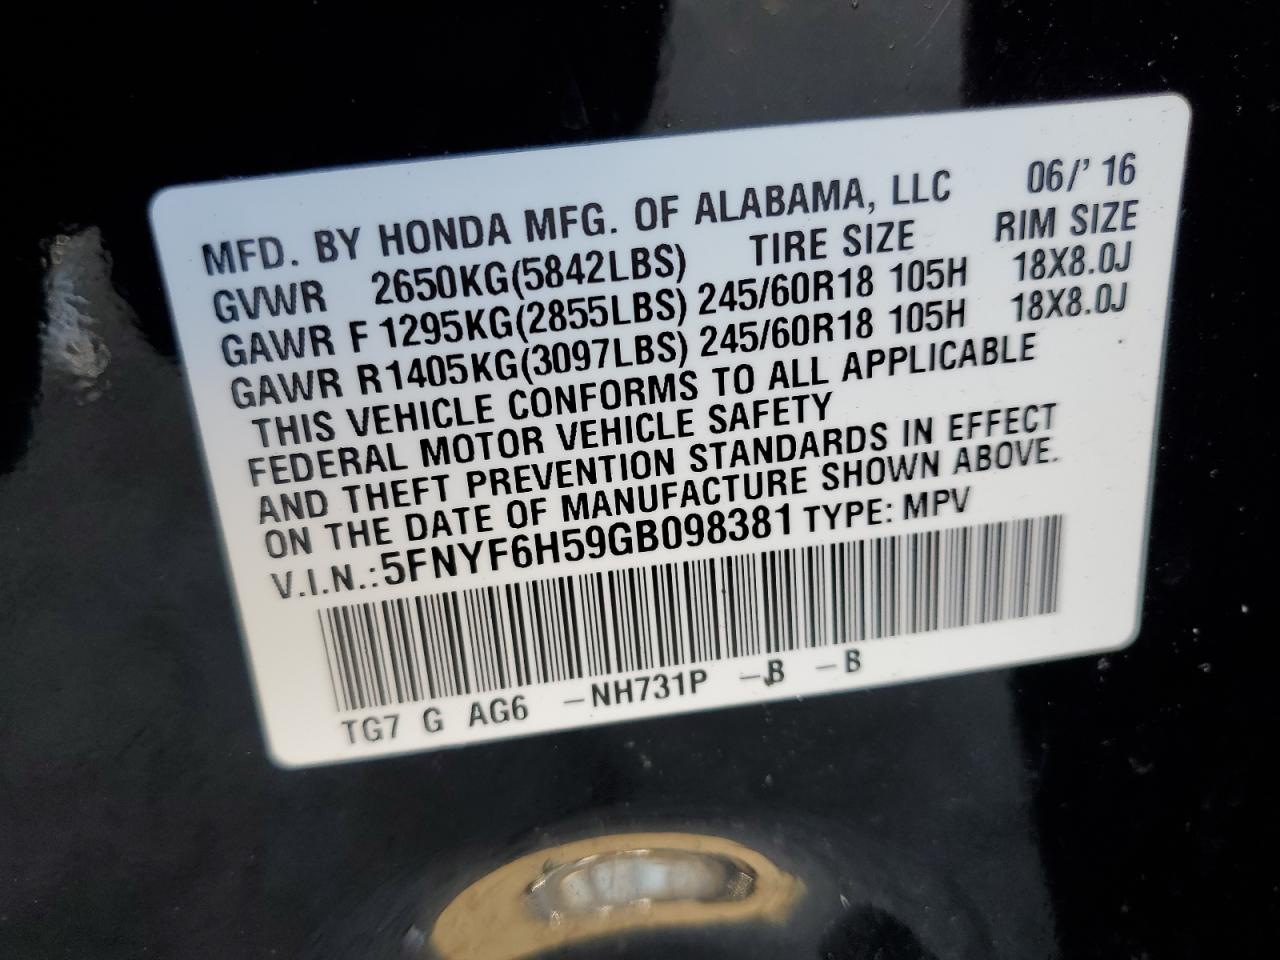 MFD. BY HONDA MFG. OF ALABAMA, LLC 06/' 16
GVWR 2650KG(5842LBS) TIRE SIZE RIM SIZE
GAWR F 1295KG(2855LBS) 245/60R18 105H 18X8.0J
GAWR R1405KG(3097LBS) 245/60R18 105H 18X8.0J
THIS VEHICLE CONFORMS TO ALL APPLICABLE
FEDERAL MOTOR VEHICLE SAFETY
AND THEFT PREVENTION STANDARDS IN EFFECT
ON THE DATE OF MANUFACTURE SHOWN ABOVE.
V.I.N.:5FNYF6H59GB098381 TYPE: MPV
TG7 G AG6 -NH731P -B -B